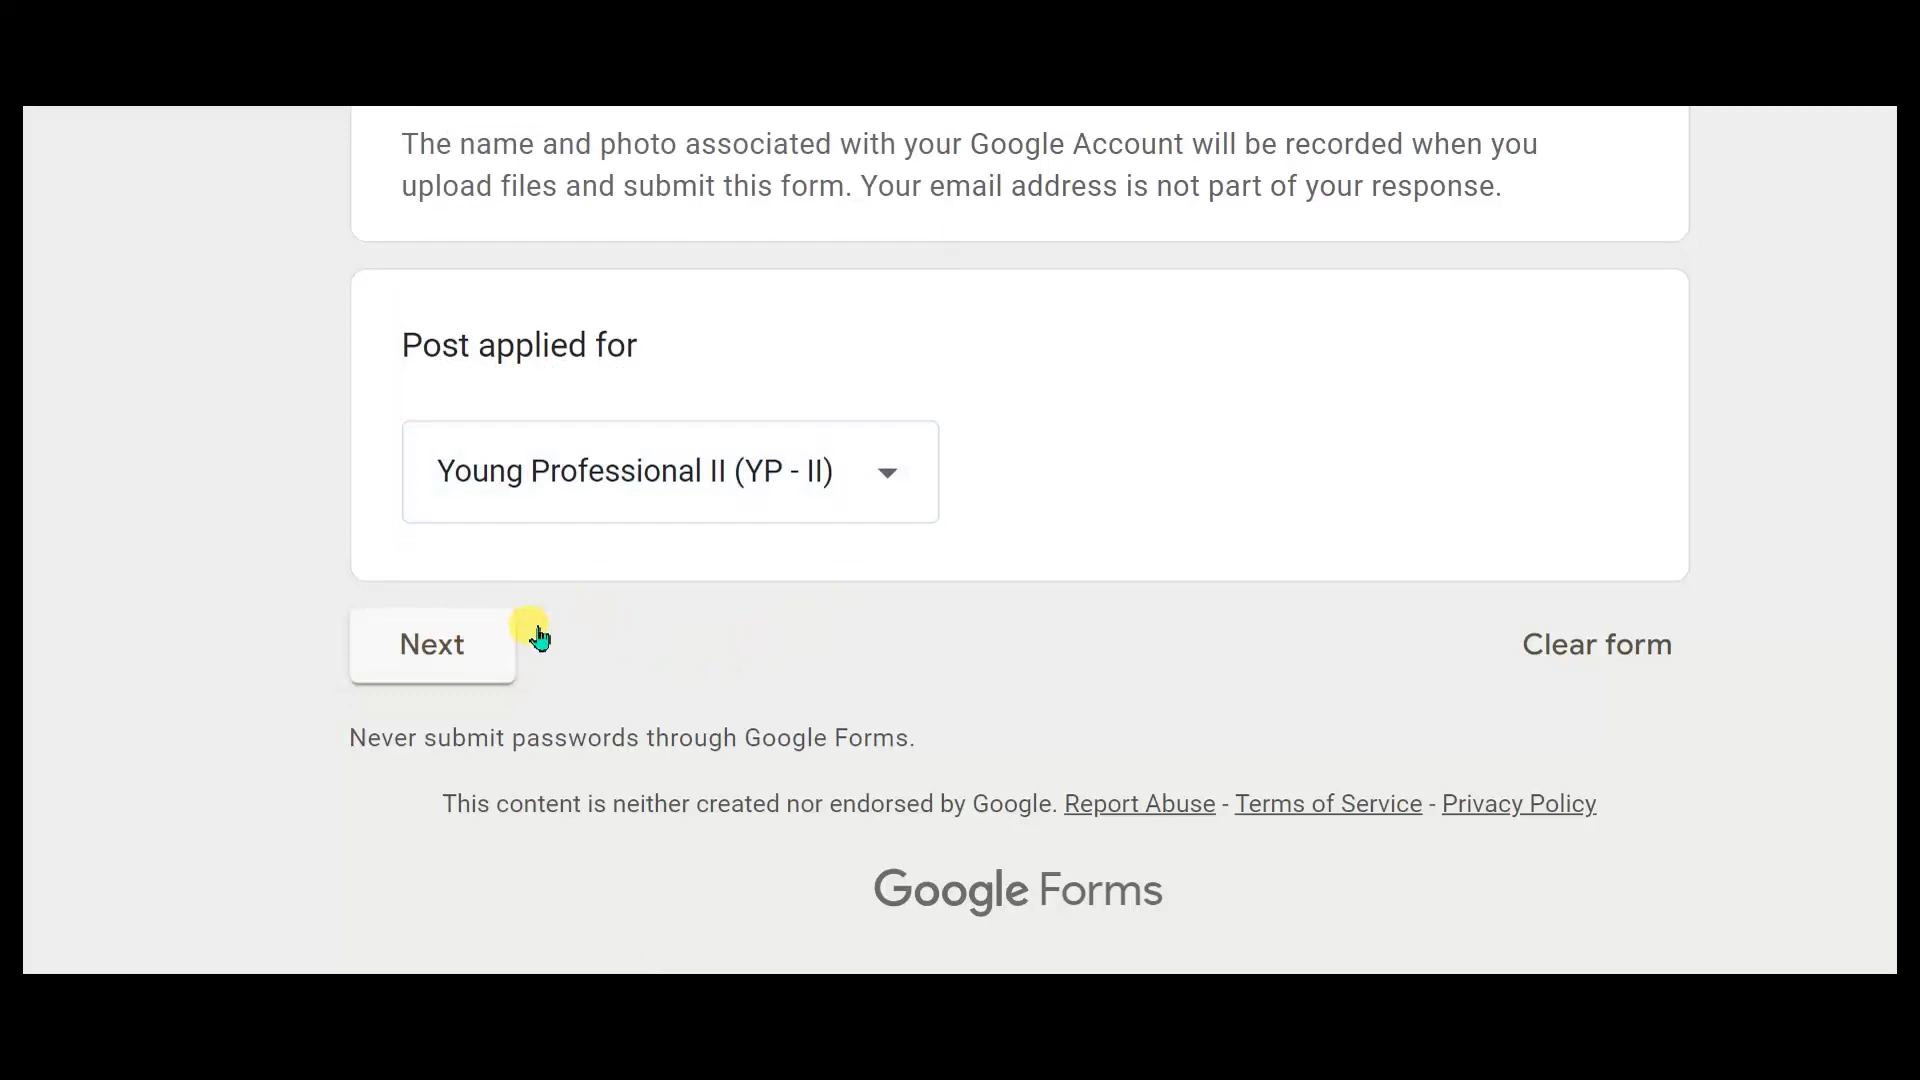 The name and photo associated with your Google Account will be recorded when you
upload files and submit this form. Your email address is not part of your response.
Post applied for
Young Professional II (YP - II)
Next
Clear form
Never submit passwords through Google Forms.
This content is neither created nor endorsed by Google. Report Abuse - Terms of Service - Privacy Policy
Google Forms